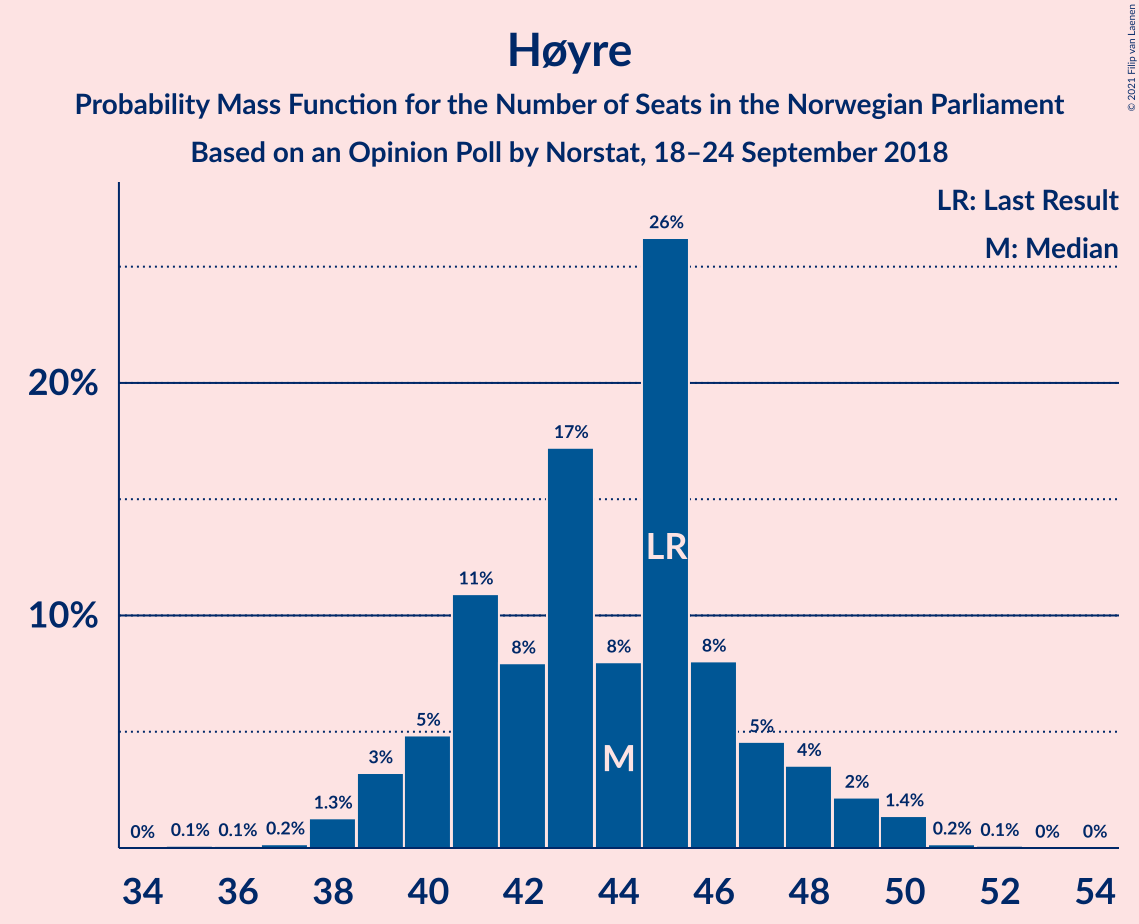 Høyre
Probability Mass Function for the Number of Seats in the Norwegian Parliament
Based on an Opinion Poll by Norstat, 18–24 September 2018
© 2021 Filip van Laenen
LR: Last Result
M: Median
20%
10%
0% 0.1% 0.1% 0.2% 1.3% 3% 5% 11% 8% 17% 8% 26% 8% 5% 4% 2% 1.4% 0.2% 0.1% 0% 0%
LR
M
34 36 38 40 42 44 46 48 50 52 54